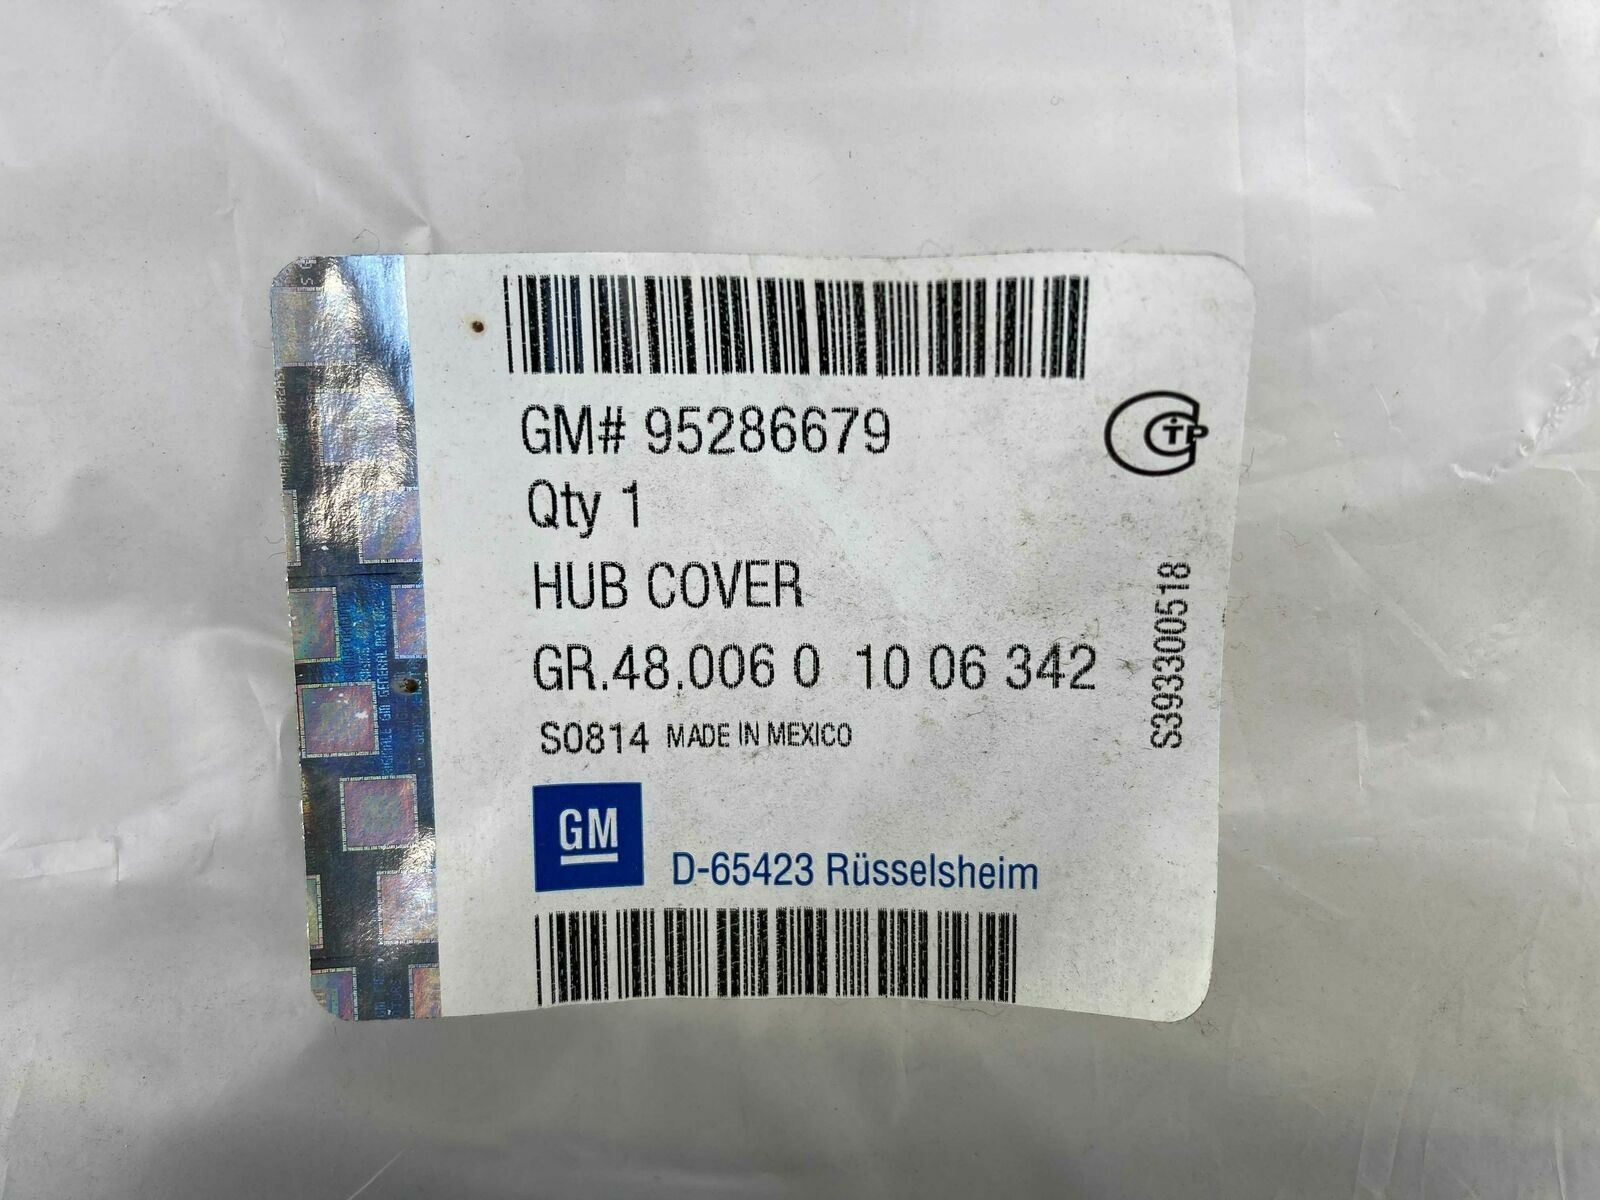 GM# 95286679
Qty 1
HUB COVER
GR.48.006 0 10 06 342
S0814 MADE IN MEXICO
GM
D-65423 Rüsselsheim
S393300518